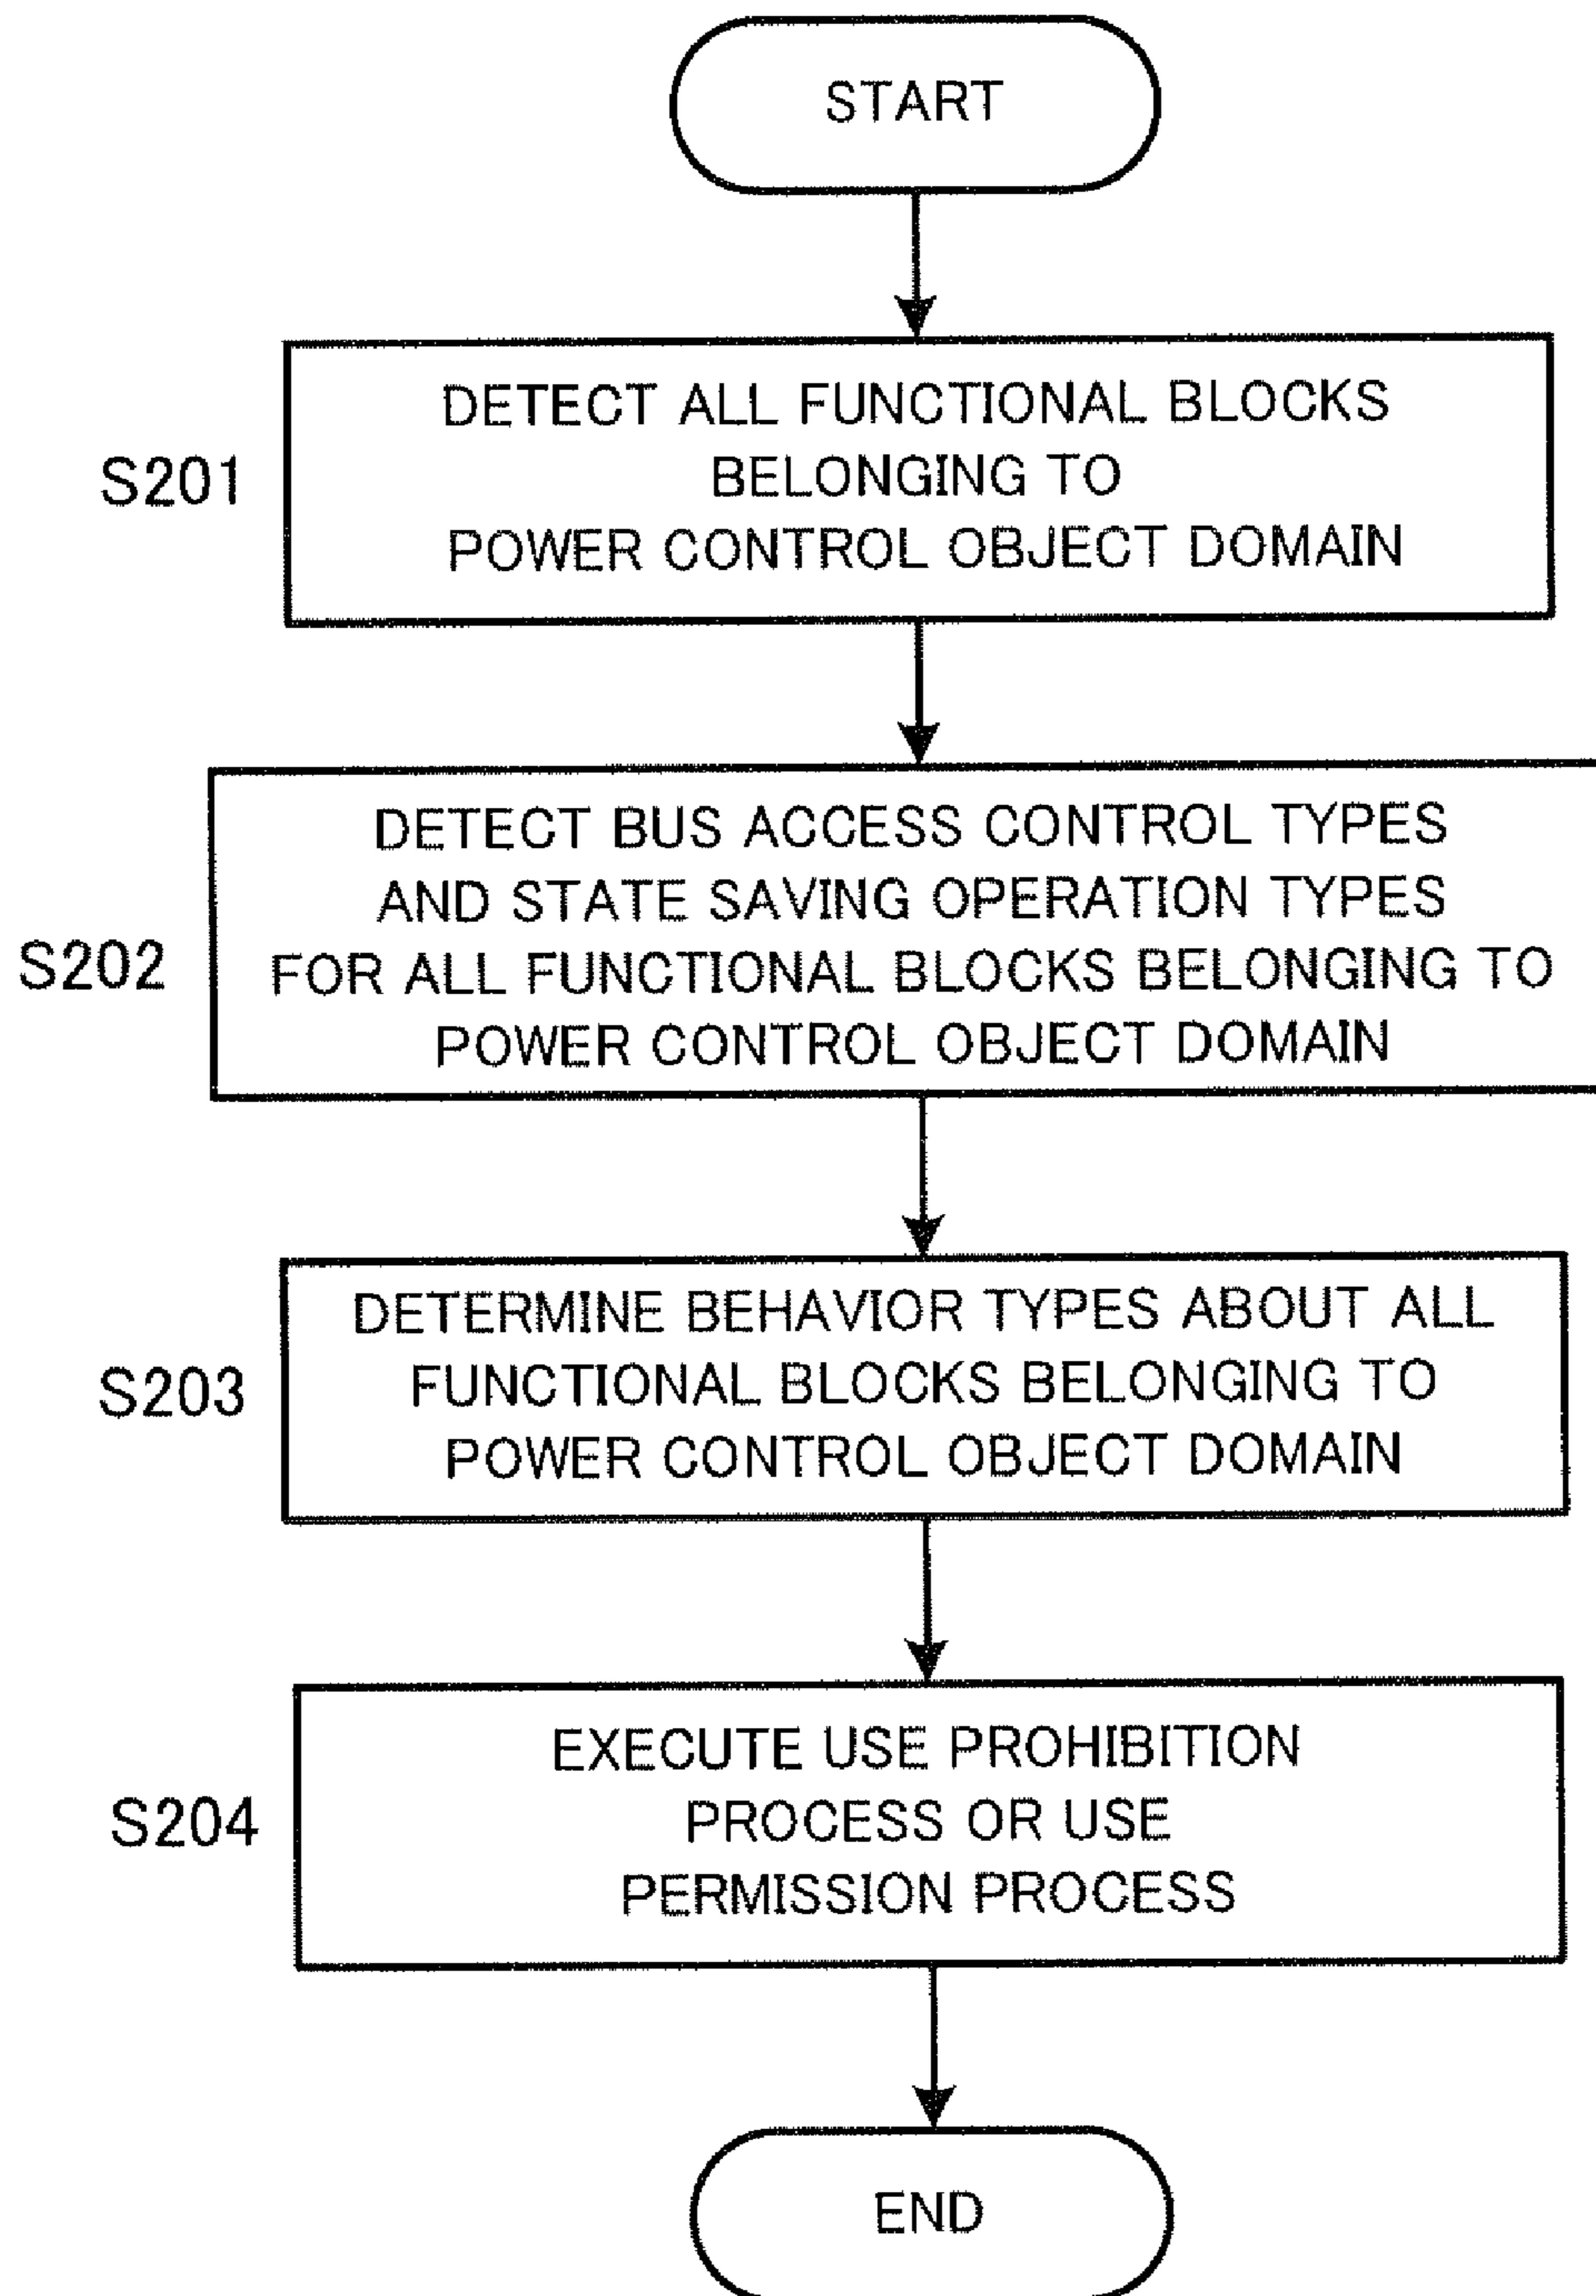 START
DETECT ALL FUNCTIONAL BLOCKS
BELONGING TO
POWER CONTROL OBJECT DOMAIN
S201
DETECT BUS ACCESS CONTROL TYPES
AND STATE SAVING OPERATION TYPES
FOR ALL FUNCTIONAL BLOCKS BELONGING TO
POWER CONTROL OBJECT DOMAIN
S202
DETERMINE BEHAVIOR TYPES ABOUT ALL
FUNCTIONAL BLOCKS BELONGING TO
POWER CONTROL OBJECT DOMAIN
S203
EXECUTE USE PROHIBITION
PROCESS OR USE
PERMISSION PROCESS
S204
END